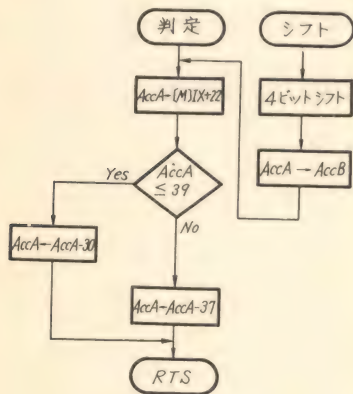 判定
シフト
AccA←[M]IX+22
4ビットシフト
AccA
≤39
AccA → AccB
Yes
No
AccA←AccA-30
AccA←AccA-37
RTS